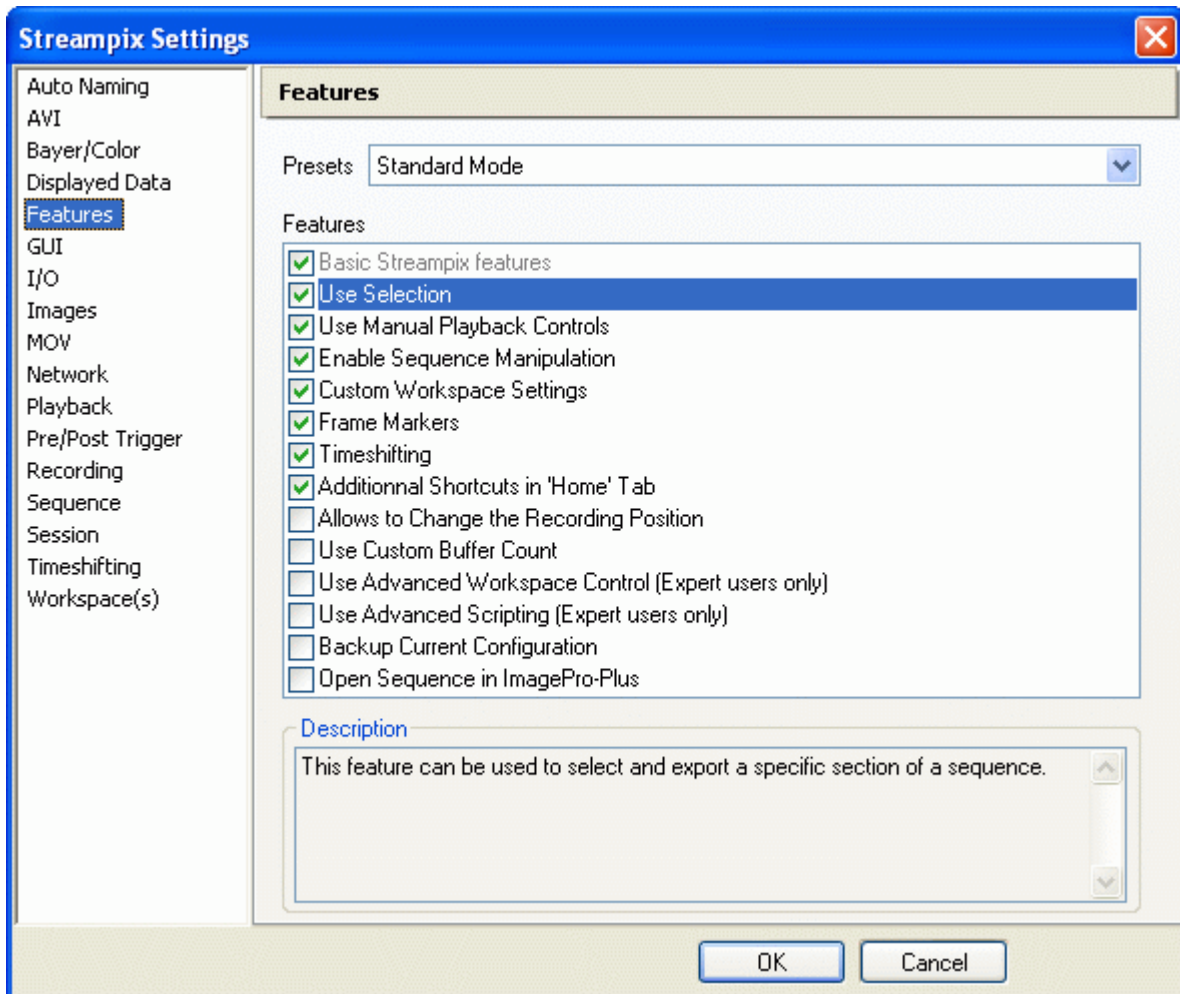 Streampix Settings
Auto Naming
AVI
Bayer/Color
Displayed Data
Features
GUI
I/O
Images
MOV
Network
Playback
Pre/Post Trigger
Recording
Sequence
Session
Timeshifting
Workspace(s)
Features
Presets Standard Mode
Features
Basic Streampix features
Use Selection
Use Manual Playback Controls
Enable Sequence Manipulation
Custom Workspace Settings
Frame Markers
Timeshifting
Additionnal Shortcuts in 'Home' Tab
Allows to Change the Recording Position
Use Custom Buffer Count
Use Advanced Workspace Control (Expert users only)
Use Advanced Scripting (Expert users only)
Backup Current Configuration
Open Sequence in ImagePro-Plus
Description
This feature can be used to select and export a specific section of a sequence.
OK Cancel